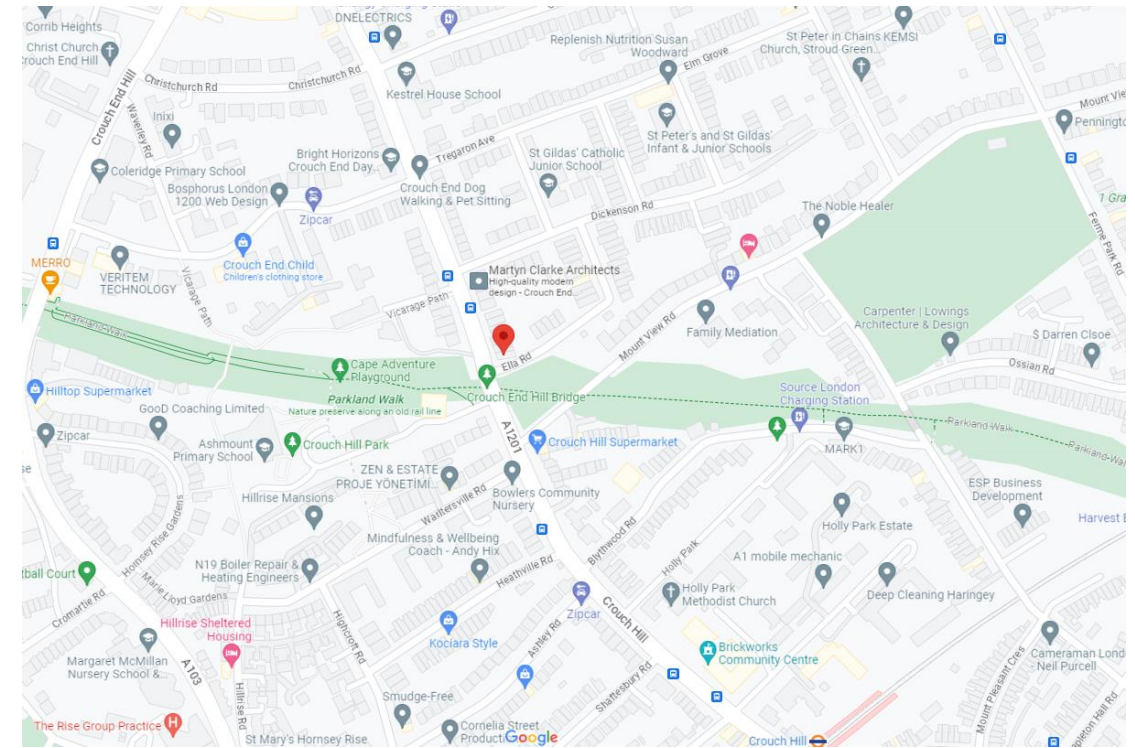 DNELECTRICS
Corrib Heights
Christ Church
Crouch End Hill
Replenish Nutrition Susan
Woodward
St Peter in Chains KEMSI
Church, Stroud Green...
Elm Grove
Christchurch Rd
Christchurch Rd
Kestrel House School
Crouch End Hill
Waverley Rd
Inixi
Mount Vie
Pennington
Coleridge Primary School
Bright Horizons
Crouch End Day...
Tregaron Ave
St Peter's and St Gildas'
Infant & Junior Schools
St Gildas' Catholic
Junior School
Bosphorus London
1200 Web Design
Crouch End Dog
Walking & Pet Sitting
Zipcar
Dickenson Rd
The Noble Healer
1 Gra
Ferme Park Rd
MERRO
VERITEM
TECHNOLOGY
Crouch End Child
Children's clothing store
Vicarage Path
Vicarage Path
Martyn Clarke Architects
High-quality modern
design - Crouch End...
Family Mediation
Mount View Rd
Carpenter | Lowings
Architecture & Design
$ Darren Clsoe
Ossian Rd
Parkland Walk
Ella Rd
Cape Adventure
Playground
Parkland Walk
Nature preserve along an old rail line
Crouch End Hill Bridge
Hilltop Supermarket
Source London
Charging Station
GooD Coaching Limited
Zipcar
Ashmount
Primary School
Crouch Hill Park
A1201
Crouch Hill Supermarket
MARK1
Parkland Walk
Parkland Wal
se
ZEN & ESTATE
PROJE YÖNETİMİ...
Hillrise Mansions
Warltersville Rd
Bowlers Community
Nursery
ESP Business
Development
Holly Park Estate
Harvest E
Hornsey Rise Gardens
Mindfulness & Wellbeing
Coach - Andy Hix
Blythwood Rd
Holly Park
A1 mobile mechanic
N19 Boiler Repair &
Heating Engineers
Heathville Rd
tball Court
Marie Lloyd Gardens
Cromartie Rd
Zipcar
Crouch Hill
Holly Park
Methodist Church
Deep Cleaning Haringey
Hillrise Sheltered
Housing
Highcroft Rd
Kociara Style
Ashley Rd
Brickworks
Community Centre
Cameraman Lond
- Neil Purcell
Margaret McMillan
Nursery School &...
A103
Hillrise Rd
Shaftesbury Rd
Mount Pleasant Cres
pleton Hall Rd
Smudge-Free
The Rise Group Practice
St Mary's Hornsey Rise
Cornelia Street
Producti
Google
Crouch Hill